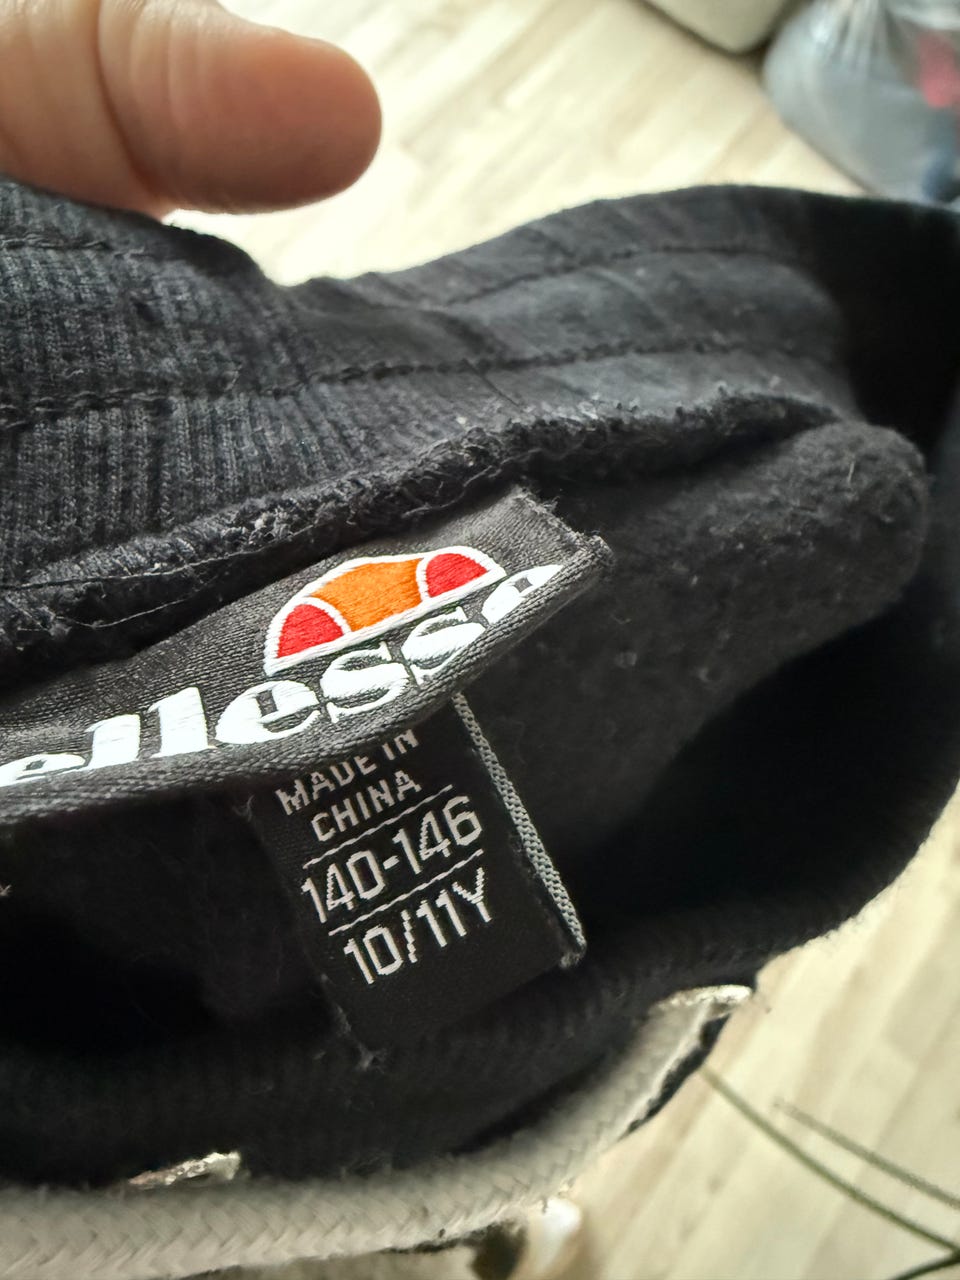 ellesse
MADE IN
CHINA
140-146
10/11Y